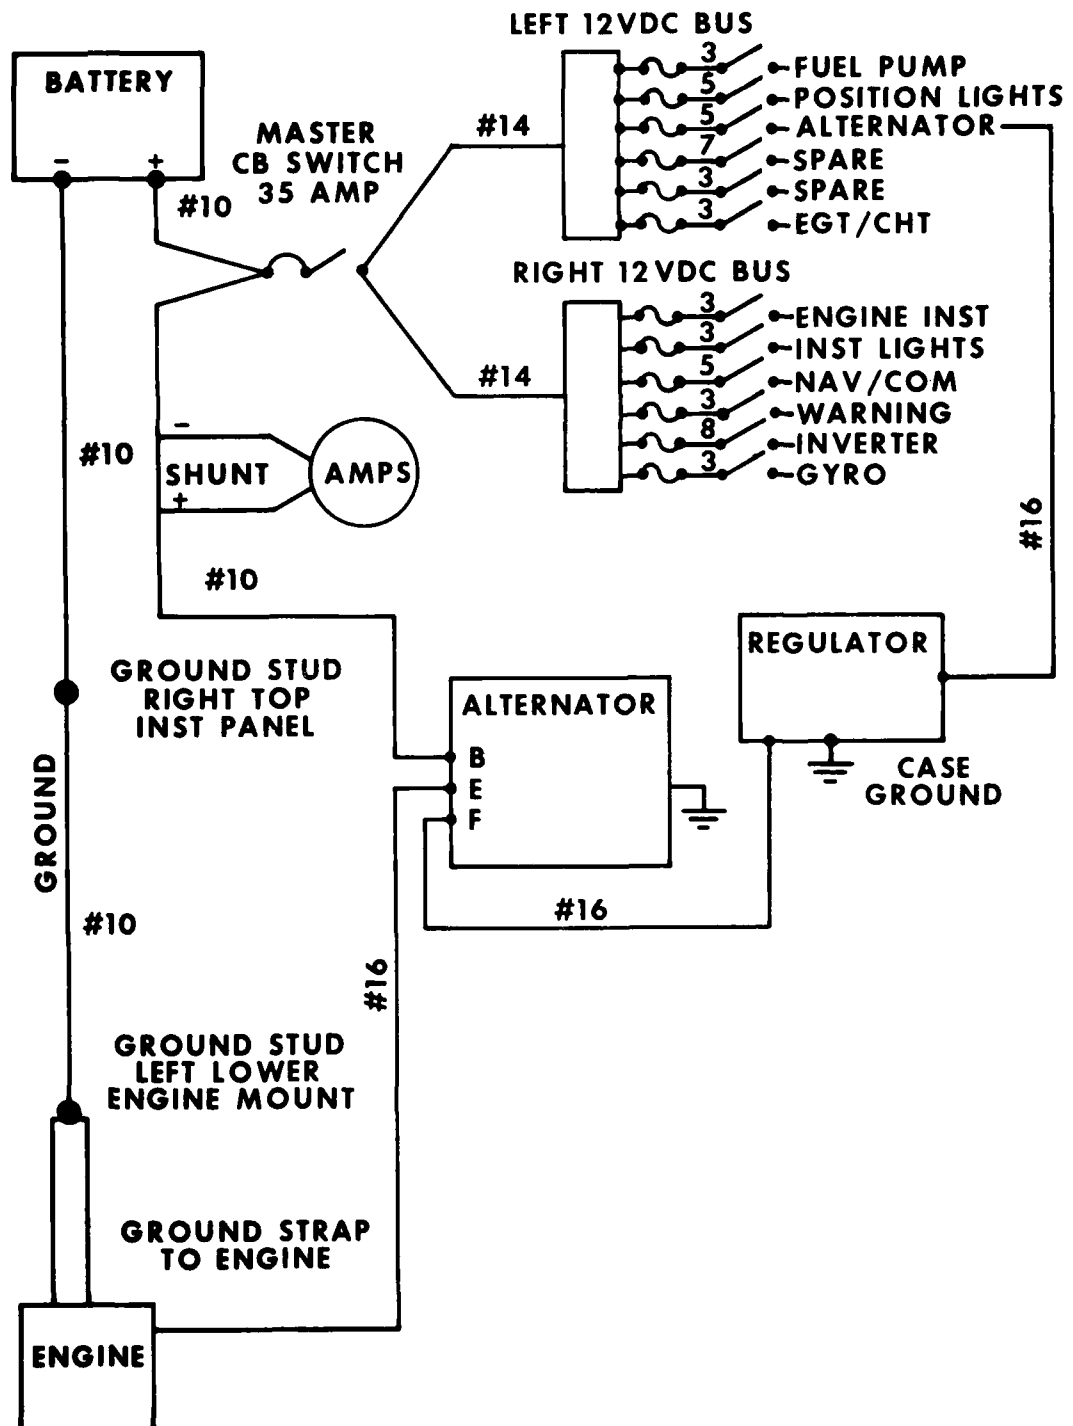 LEFT 12VDC BUS
BATTERY
- +
#10
MASTER
CB SWITCH
35 AMP
#14
3 FUEL PUMP
5 POSITION LIGHTS
5 ALTERNATOR
7 SPARE
3 SPARE
3 EGT/CHT
RIGHT 12VDC BUS
#14
3 ENGINE INST
3 INST LIGHTS
5 NAV/COM
3 WARNING
8 INVERTER
3 GYRO
#10
-
SHUNT
+
AMPS
#16
#10
GROUND STUD
RIGHT TOP
INST PANEL
ALTERNATOR
B
E
F
REGULATOR
CASE
GROUND
GROUND
#10
#16
#16
GROUND STUD
LEFT LOWER
ENGINE MOUNT
GROUND STRAP
TO ENGINE
ENGINE